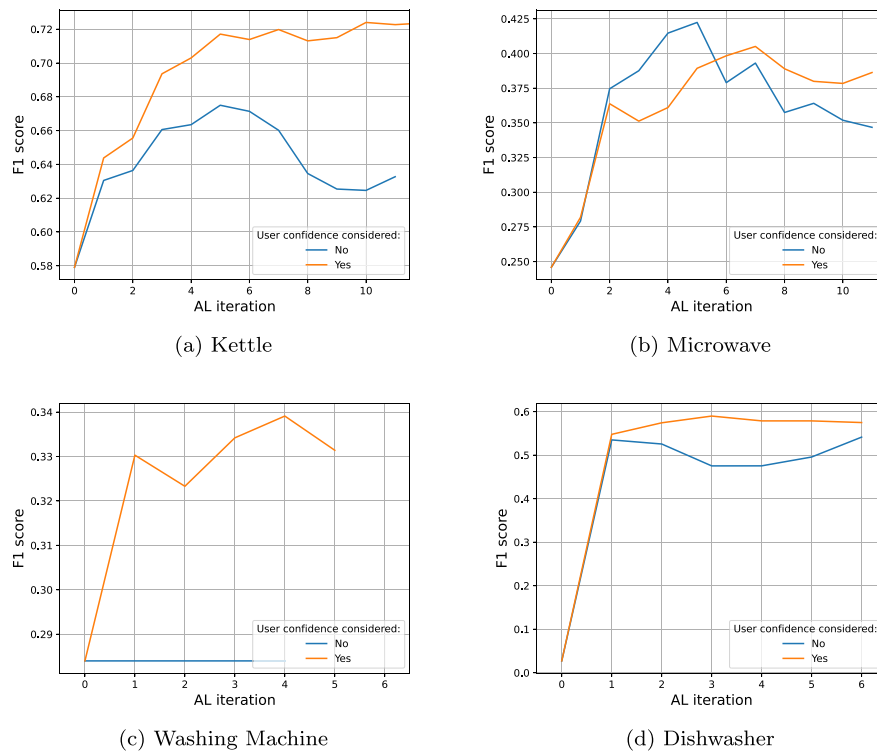 0.72
0.70
0.68
0.66
0.64
0.62
0.60
0.58
F1 score
0 2 4 6 8 10
AL iteration
User confidence considered:
No
Yes
(a) Kettle
0.425
0.400
0.375
0.350
0.325
0.300
0.275
0.250
F1 score
0 2 4 6 8 10
AL iteration
User confidence considered:
No
Yes
(b) Microwave
0.34
0.33
0.32
0.31
0.30
0.29
F1 score
0 1 2 3 4 5 6
AL iteration
User confidence considered:
No
Yes
(c) Washing Machine
0.6
0.5
0.4
0.3
0.2
0.1
0.0
F1 score
0 1 2 3 4 5 6
AL iteration
User confidence considered:
No
Yes
(d) Dishwasher